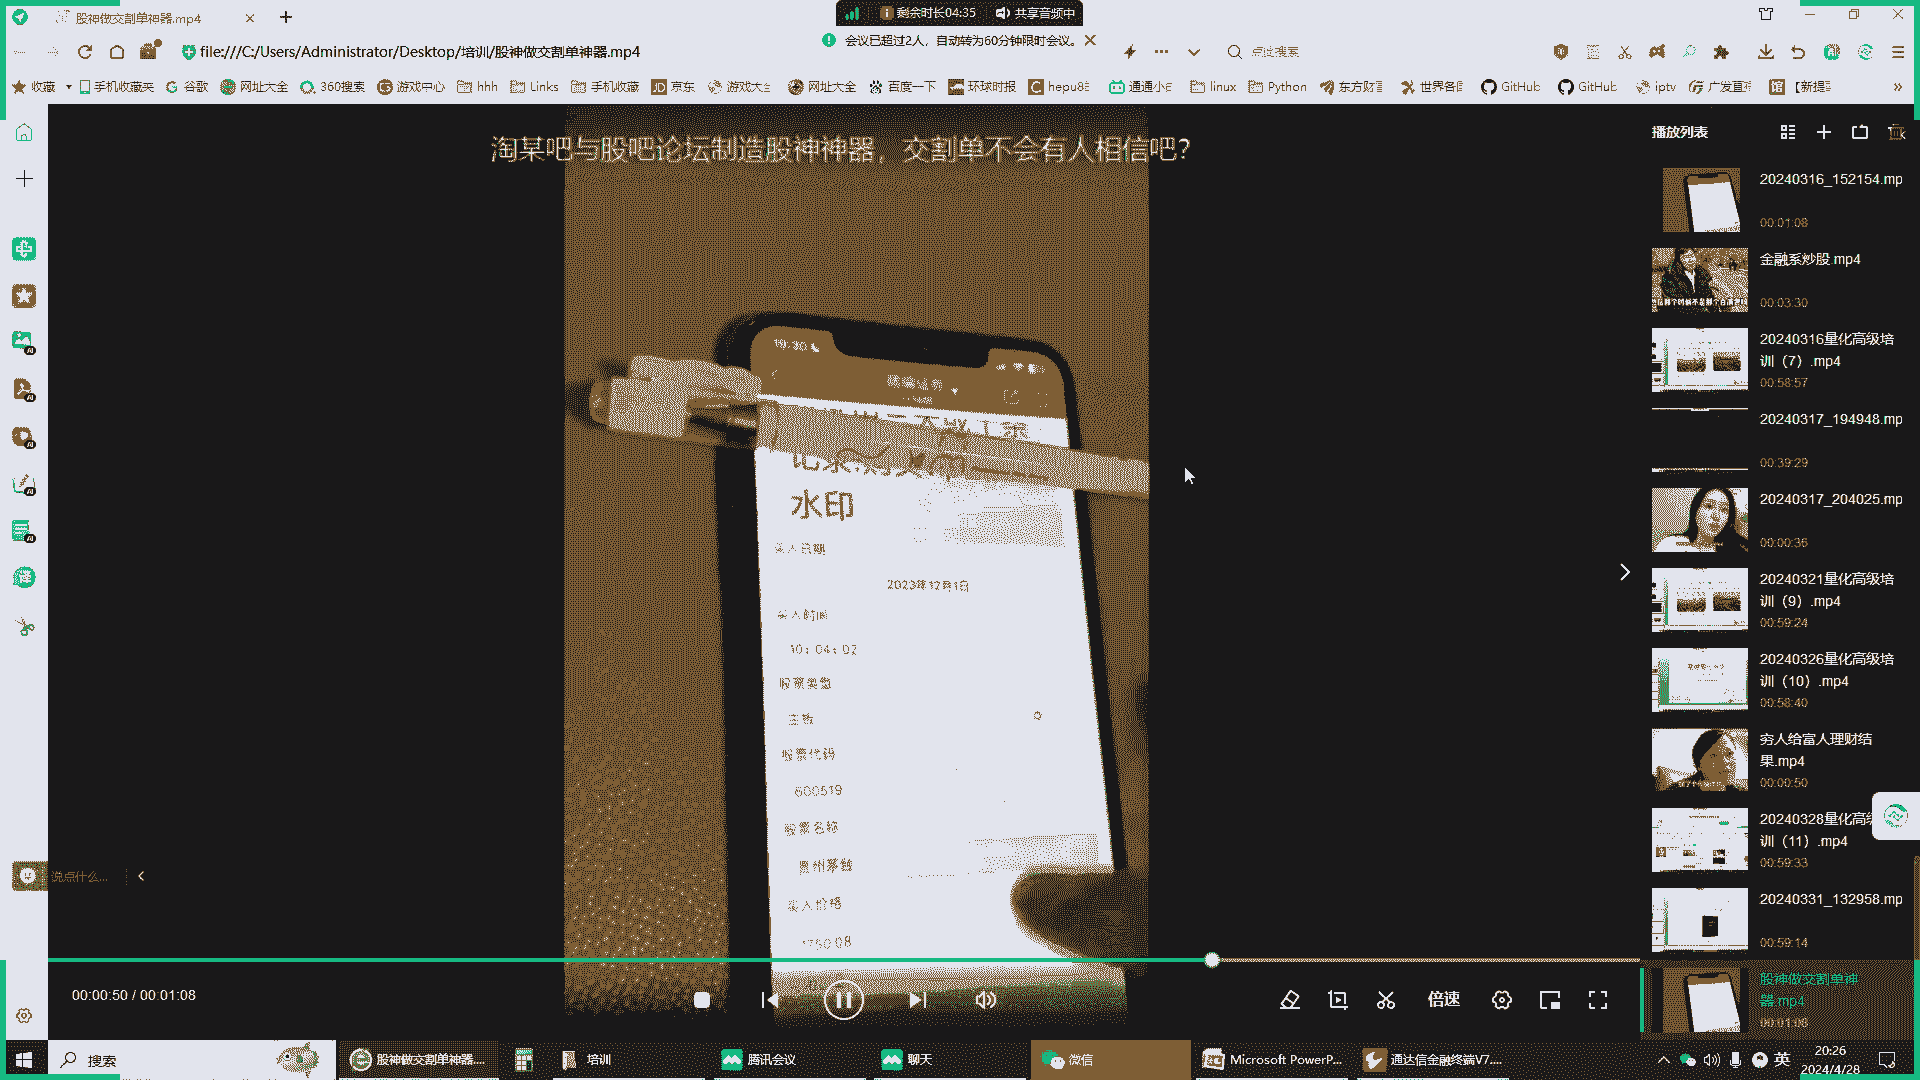 股神做交割单神器.mp4
剩余时长04:35
共享音频中
file:///C:/Users/Administrator/Desktop/培训/股神做交割单神器.mp4
会议已超过2人，自动转为60分钟限时会议。
点此搜索
收藏
手机收藏夹
谷歌
网址大全
360搜索
游戏中心
hhh
Links
手机收藏
京东
游戏大全
网址大全
百度一下
环球时报
hepu8
通通小
linux
Python
东方财
世界各
GitHub
GitHub
iptv
广发直
【新提
淘某吧与股吧论坛制造股神神器，交割单不会有人相信吧？
19:30
水印
买入日期
2023年12月1日
买入时间
10：04：02
股票类型
主板
股票代码
600519
股票名称
贵州茅台
买入价格
1750.08
播放列表
20240316_152154.mp
00:01:08
金融系炒股.mp4
00:03:30
20240316量化高级培
训（7）.mp4
00:58:57
20240317_194948.mp
00:39:29
20240317_204025.mp
00:00:36
20240321量化高级培
训（9）.mp4
00:59:24
20240326量化高级培
训（10）.mp4
00:58:40
穷人给富人理财结
果.mp4
00:00:50
20240328量化高级
训（11）.mp4
00:59:33
20240331_132958.mp
00:59:14
股神做交割单神
器.mp4
00:01:08
说点什么...
00:00:50 / 00:01:08
倍速
搜索
股神做交割单神器....
培训
腾讯会议
聊天
微信
Microsoft PowerP...
通达信金融终端V7....
英
20:26
2024/4/28